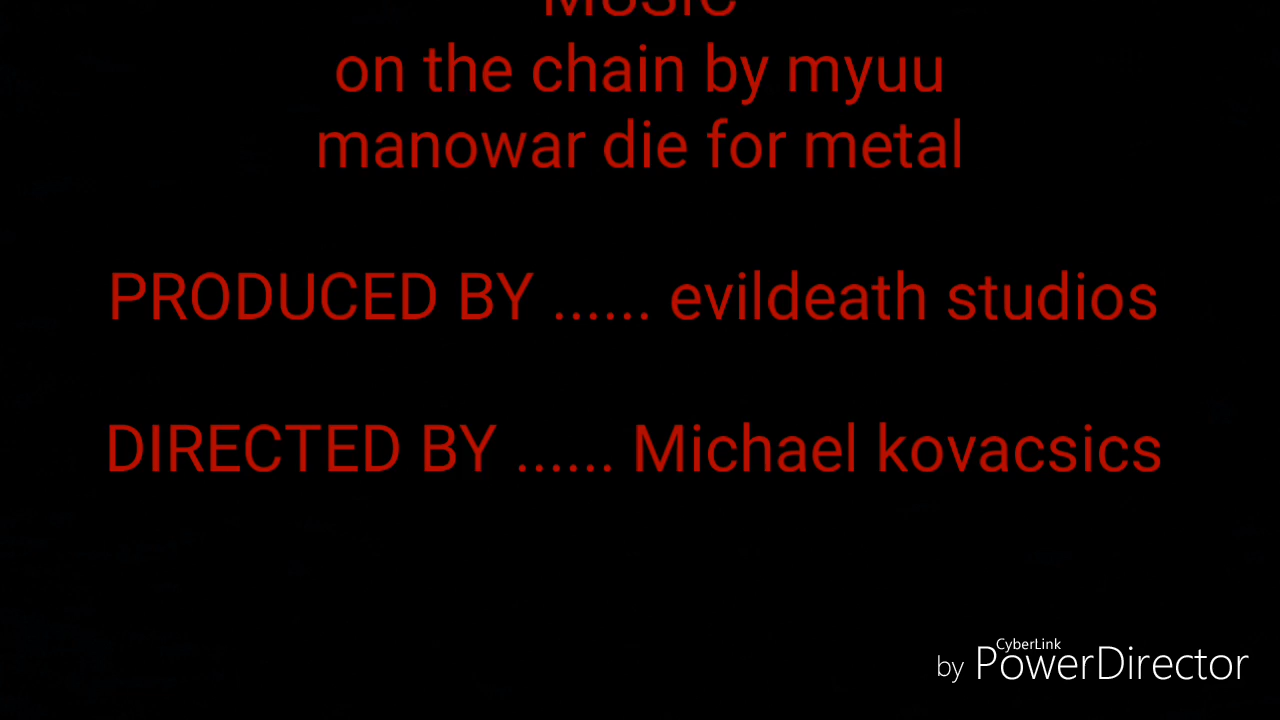 MUSIC
on the chain by myuu
manowar die for metal
PRODUCED BY ...... evildeath studios
DIRECTED BY ...... Michael kovacsics
CyberLink
by PowerDirector